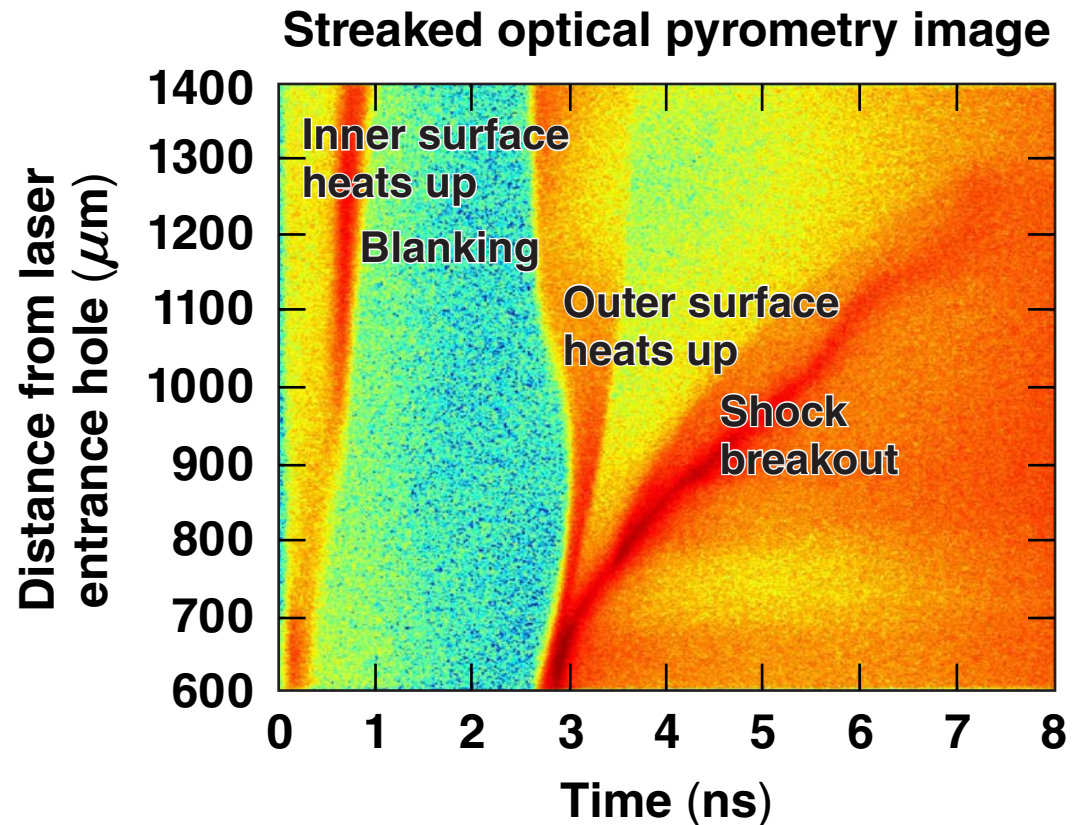 Streaked optical pyrometry image
Distance from laser
entrance hole (μm)
1400
1300
1200
1100
1000
900
800
700
600
Inner surface
heats up
Blanking
Outer surface
heats up
Shock
breakout
0 1 2 3 4 5 6 7 8
Time (ns)